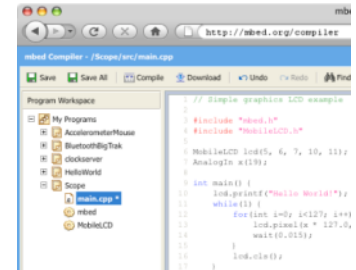 mbe
http://mbed.org/compiler
mbed Compiler - /Scope/src/main.cpp
Save Save All Compile Download Undo Redo Find
Program Workspace
My Programs
AccelerometerMouse
BluetoothBigTrak
clockserver
HelloWorld
Scope
main.cpp *
mbed
MobileLCD
1 // Simple graphics LCD example
2
3 #include "mbed.h"
4 #include "MobileLCD.h"
5
6 MobileLCD lcd(5, 6, 7, 10, 11);
7 AnalogIn x(19);
8
9 int main() {
10 lcd.printf("Hello World!");
11 while(1) {
12 for(int i=0; i<127; i++)
13 lcd.pixel(x * 127.0,
14 wait(0.015);
15 }
16 lcd.cls();
17 }